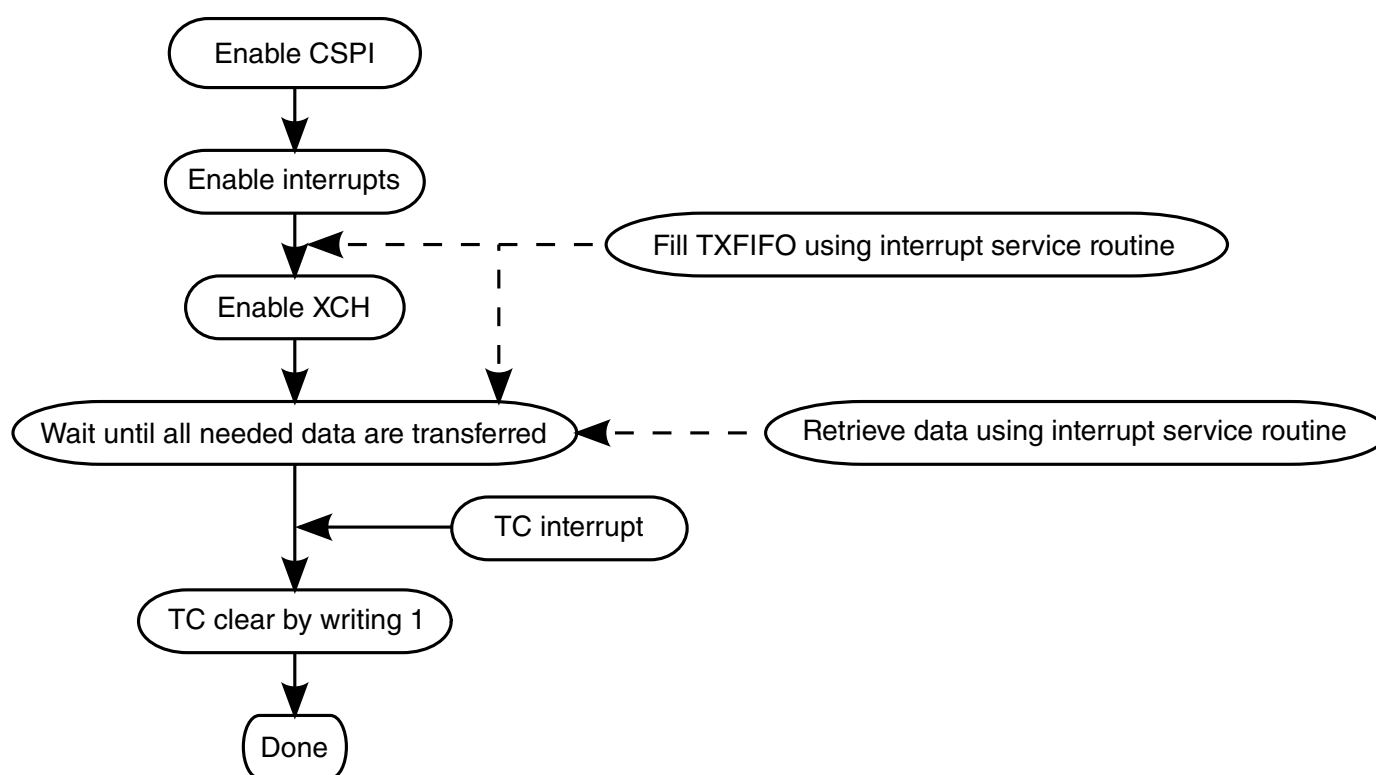 Enable CSPI
Enable interrupts
Fill TXFIFO using interrupt service routine
Enable XCH
Wait until all needed data are transferred
Retrieve data using interrupt service routine
TC interrupt
TC clear by writing 1
Done